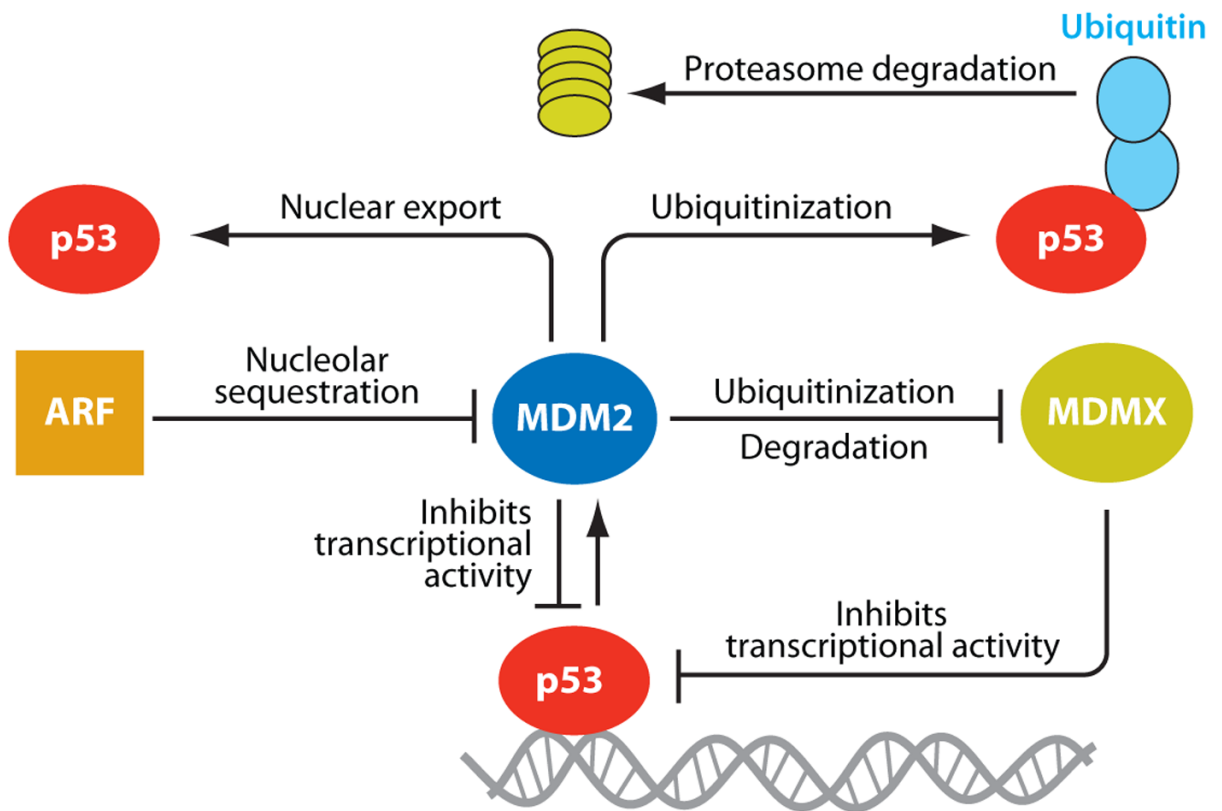 Ubiquitin
Proteasome degradation
Nuclear export
Ubiquitinization
p53
p53
Nucleolar
sequestration
ARF
MDM2
Ubiquitinization
Degradation
MDMX
Inhibits
transcriptional
activity
Inhibits
transcriptional activity
p53